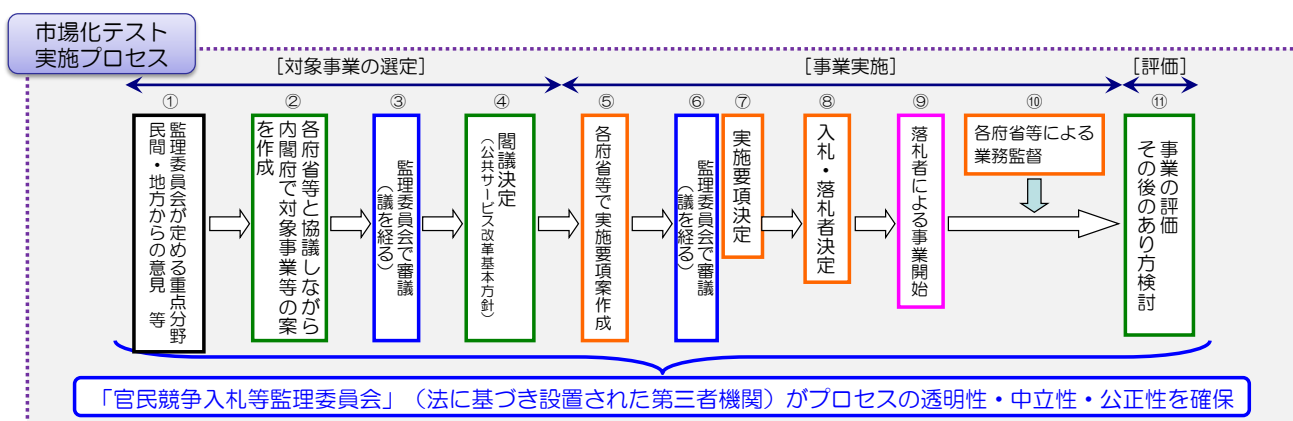 市場化テスト
実施プロセス
[対象事業の選定]
[事業実施]
[評価]
①
監理委員会が定める重点分野
民間・地方からの意見 等
②
各府省等と協議しながら
内閣府で対象事業等の案
を作成
③
監理委員会で審議
（議を経る）
④
閣議決定
（公共サービス改革基本方針）
⑤
各府省等で実施要項案作成
⑥
監理委員会で審議
（議を経る）
⑦
実施要項決定
⑧
入札・落札者決定
⑨
落札者による事業開始
⑩
各府省等による
業務監督
⑪
事業の評価
その後のあり方検討
「官民競争入札等監理委員会」（法に基づき設置された第三者機関）がプロセスの透明性・中立性・公正性を確保